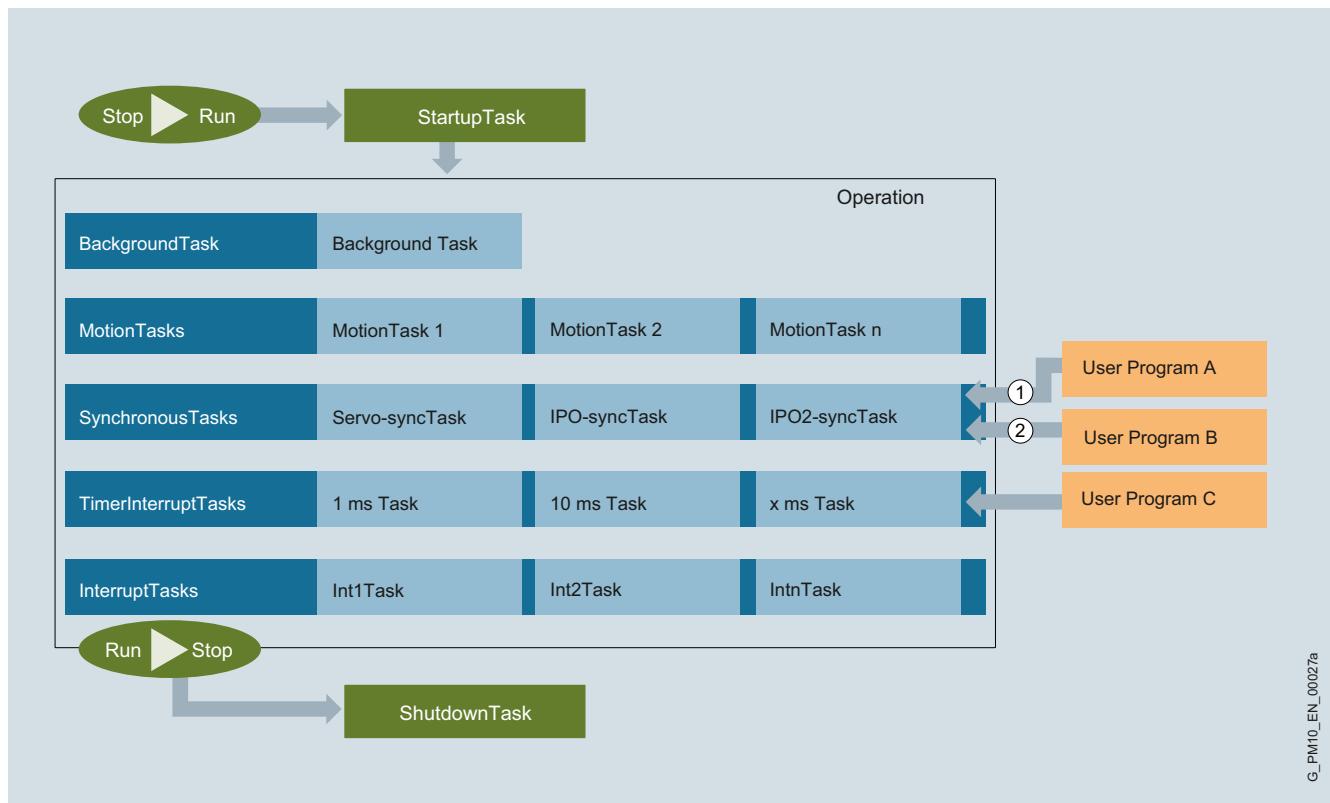 Stop Run
StartupTask
Operation
BackgroundTask
Background Task
MotionTasks
MotionTask 1
MotionTask 2
MotionTask n
User Program A
1
SynchronousTasks
Servo-syncTask
IPO-syncTask
IPO2-syncTask
2
User Program B
TimerInterruptTasks
1 ms Task
10 ms Task
x ms Task
User Program C
InterruptTasks
Int1Task
Int2Task
IntnTask
Run Stop
ShutdownTask
G_PM10_EN_00027a